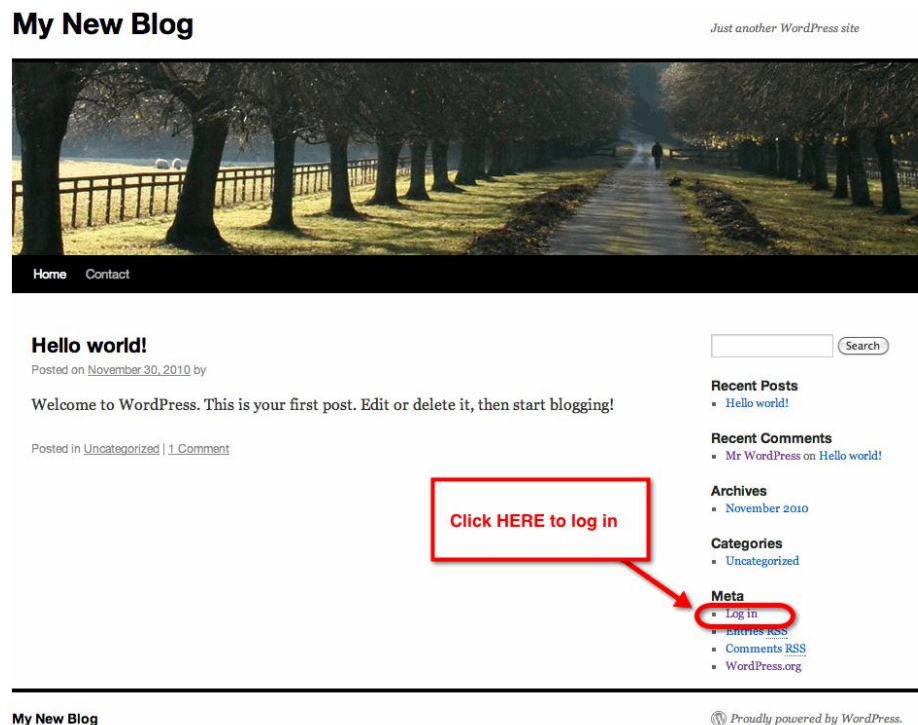 My New Blog
Just another WordPress site
Home Contact
Hello world!
Posted on November 30, 2010 by
Welcome to WordPress. This is your first post. Edit or delete it, then start blogging!
Posted in Uncategorized | 1 Comment
Click HERE to log in
Search
Recent Posts
Hello world!
Recent Comments
Mr WordPress on Hello world!
Archives
November 2010
Categories
Uncategorized
Meta
Log in
Entries RSS
Comments RSS
WordPress.org
My New Blog
Proudly powered by WordPress.